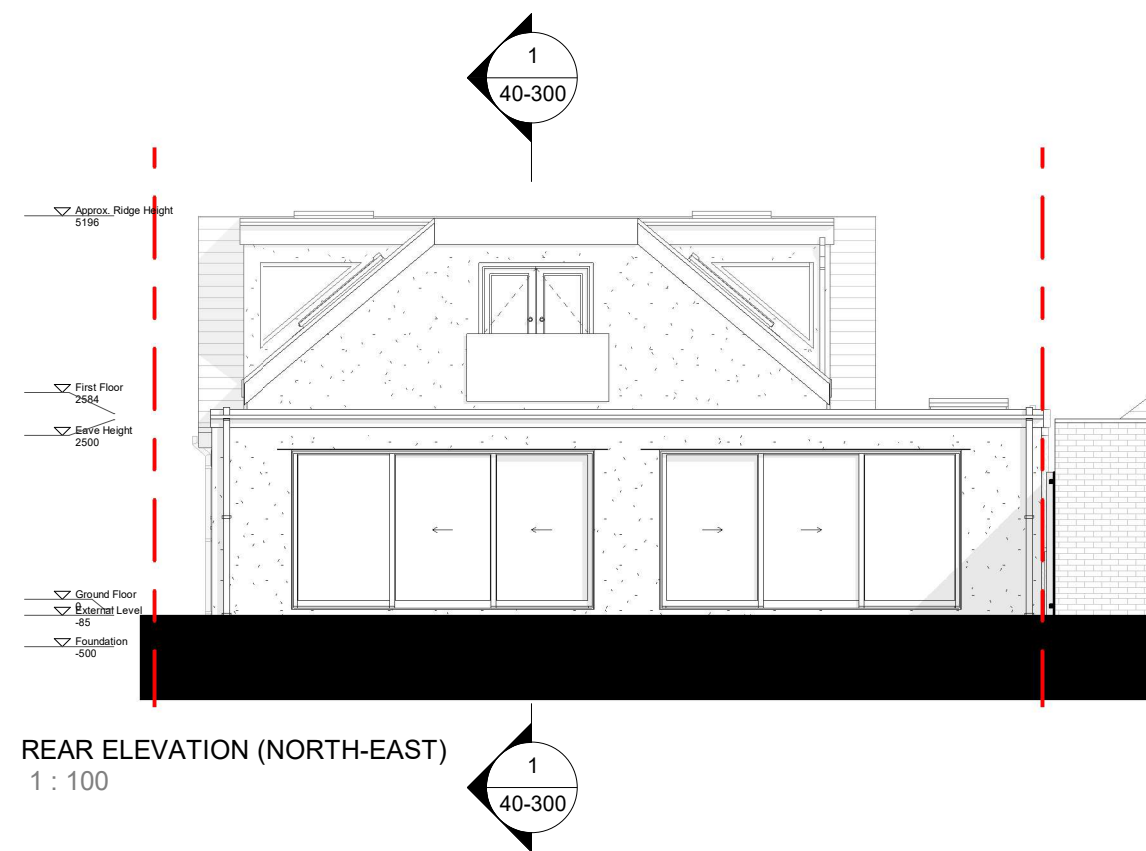 1
40-300
Approx. Ridge Height
5196
First Floor
2584
Eave Height
2500
Ground Floor
0
External Level
-85
Foundation
-500
REAR ELEVATION (NORTH-EAST)
1 : 100
1
40-300